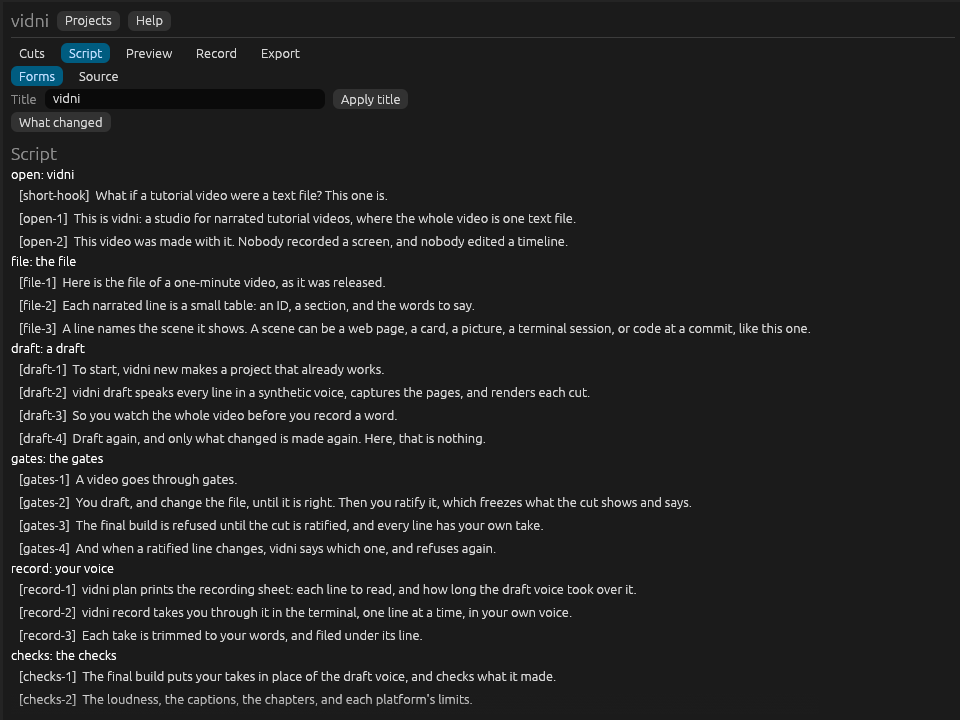 vidni Projects Help
Cuts Script Preview Record Export
Forms Source
Title vidni Apply title
What changed
Script
open: vidni
[short-hook] What if a tutorial video were a text file? This one is.
[open-1] This is vidni: a studio for narrated tutorial videos, where the whole video is one text file.
[open-2] This video was made with it. Nobody recorded a screen, and nobody edited a timeline.
file: the file
[file-1] Here is the file of a one-minute video, as it was released.
[file-2] Each narrated line is a small table: an ID, a section, and the words to say.
[file-3] A line names the scene it shows. A scene can be a web page, a card, a picture, a terminal session, or code at a commit, like this one.
draft: a draft
[draft-1] To start, vidni new makes a project that already works.
[draft-2] vidni draft speaks every line in a synthetic voice, captures the pages, and renders each cut.
[draft-3] So you watch the whole video before you record a word.
[draft-4] Draft again, and only what changed is made again. Here, that is nothing.
gates: the gates
[gates-1] A video goes through gates.
[gates-2] You draft, and change the file, until it is right. Then you ratify it, which freezes what the cut shows and says.
[gates-3] The final build is refused until the cut is ratified, and every line has your own take.
[gates-4] And when a ratified line changes, vidni says which one, and refuses again.
record: your voice
[record-1] vidni plan prints the recording sheet: each line to read, and how long the draft voice took over it.
[record-2] vidni record takes you through it in the terminal, one line at a time, in your own voice.
[record-3] Each take is trimmed to your words, and filed under its line.
checks: the checks
[checks-1] The final build puts your takes in place of the draft voice, and checks what it made.
[checks-2] The loudness, the captions, the chapters, and each platform's limits.